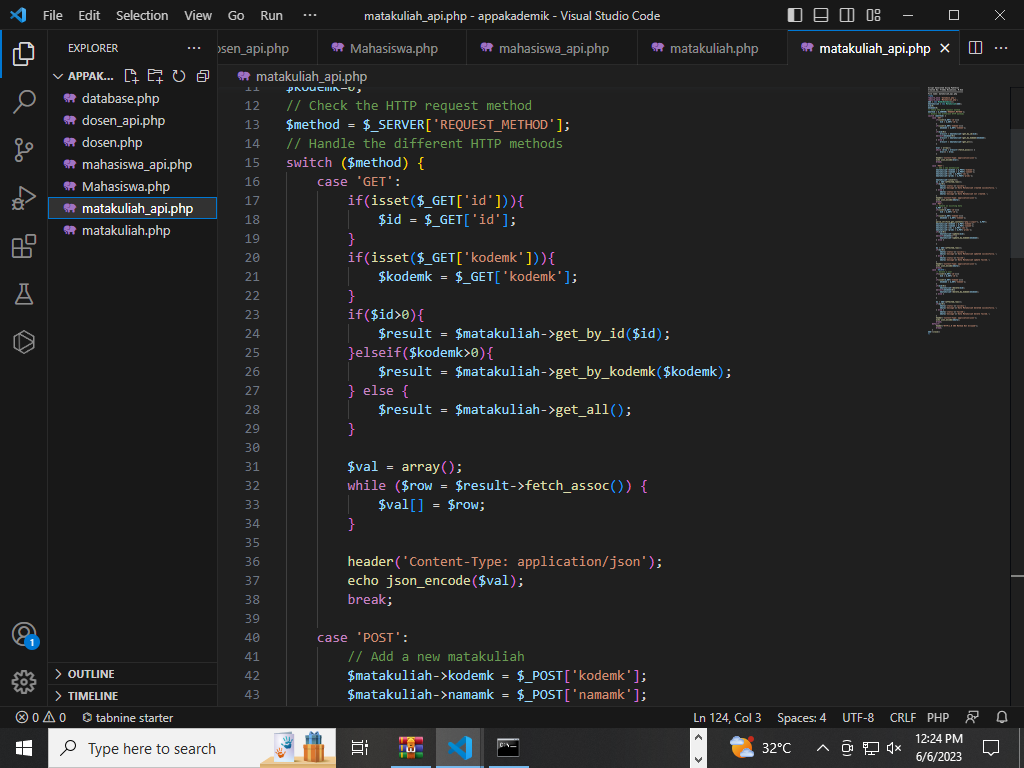 File Edit Selection View Go Run ··· matakuliah_api.php - appakademik - Visual Studio Code
EXPLORER ···
osen_api.php Mahasiswa.php mahasiswa_api.php matakuliah.php matakuliah_api.php
APPAK...
matakuliah_api.php
database.php
dosen_api.php
dosen.php
mahasiswa_api.php
Mahasiswa.php
matakuliah_api.php
matakuliah.php
11 $kodemk=0;
12 // Check the HTTP request method
13 $method = $_SERVER['REQUEST_METHOD'];
14 // Handle the different HTTP methods
15 switch ($method) {
16 case 'GET':
17 if(isset($_GET['id'])){
18 $id = $_GET['id'];
19 }
20 if(isset($_GET['kodemk'])){
21 $kodemk = $_GET['kodemk'];
22 }
23 if($id>0){
24 $result = $matakuliah->get_by_id($id);
25 }elseif($kodemk>0){
26 $result = $matakuliah->get_by_kodemk($kodemk);
27 } else {
28 $result = $matakuliah->get_all();
29 }
30
31 $val = array();
32 while ($row = $result->fetch_assoc()) {
33 $val[] = $row;
34 }
35
36 header('Content-Type: application/json');
37 echo json_encode($val);
38 break;
39
40 case 'POST':
41 // Add a new matakuliah
42 $matakuliah->kodemk = $_POST['kodemk'];
43 $matakuliah->namamk = $_POST['namamk'];
1
OUTLINE
TIMELINE
0 0 tabnine starter Ln 124, Col 3 Spaces: 4 UTF-8 CRLF PHP
Type here to search 32°C 12:24 PM
6/6/2023